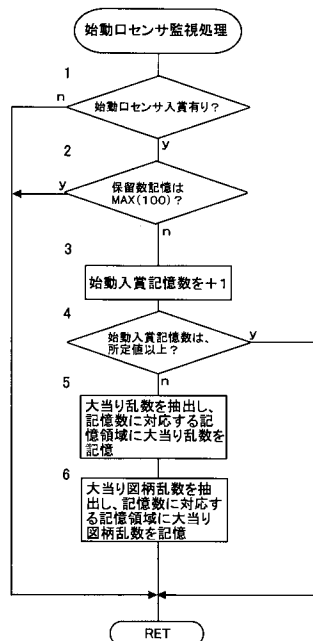 始動口センサ監視処理
1
n
始動口センサ入賞有り?
y
2
y
保留数記憶は
MAX(100)?
n
3
始動入賞記憶数を+1
4
y
始動入賞記憶数は、
所定値以上?
n
5
大当り乱数を抽出し、
記憶数に対応する記
憶領域に大当り乱数を
記憶
6
大当り図柄乱数を抽
出し、記憶数に対応す
る記憶領域に大当り
図柄乱数を記憶
RET